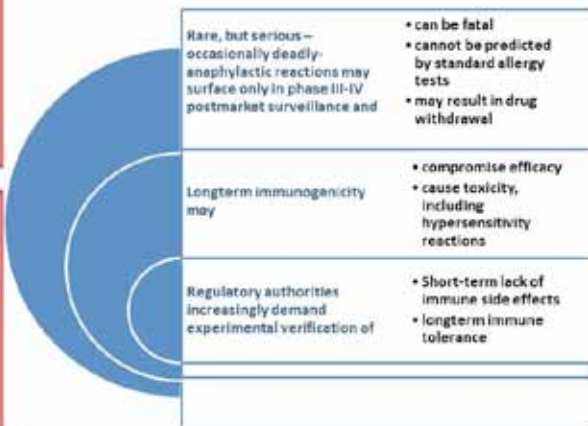 Rare, but serious –
occasionally deadly-
anaphylactic reactions may
surface only in phase III-IV
postmarket surveillance and
• can be fatal
• cannot be predicted
by standard allergy
tests
• may result in drug
withdrawal
Longterm immunogenicity
may
• compromise efficacy
• cause toxicity,
including
hypersensitivity
reactions
Regulatory authorities
increasingly demand
experimental verification of
• Short-term lack of
immune side effects
• longterm immune
tolerance